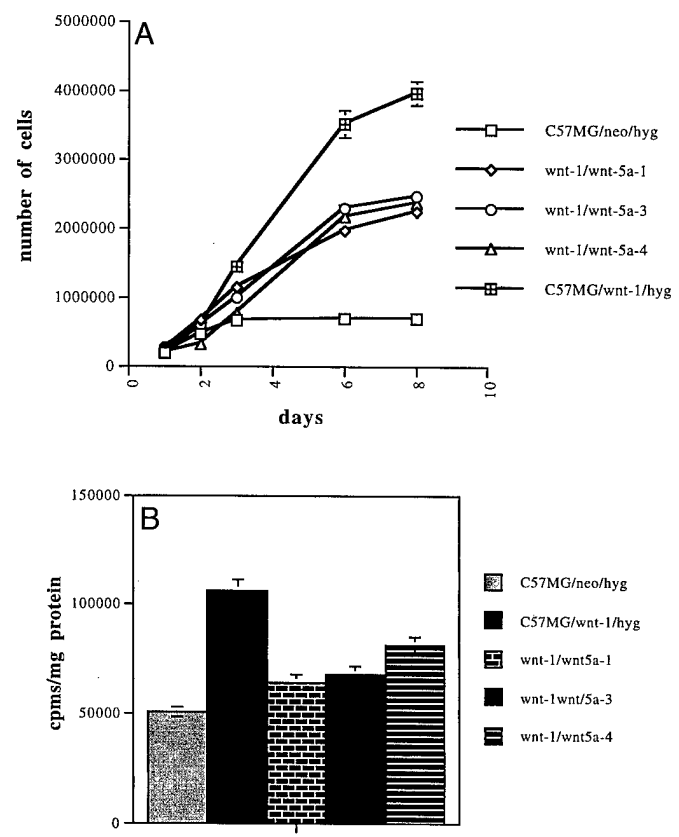 A
5000000
4000000
3000000
2000000
1000000
0
number of cells
0 2 4 6 8 10
days
C57MG/neo/hyg
wnt-1/wnt-5a-1
wnt-1/wnt-5a-3
wnt-1/wnt-5a-4
C57MG/wnt-1/hyg
B
150000
100000
50000
0
cpms/mg protein
C57MG/neo/hyg
C57MG/wnt-1/hyg
wnt-1/wnt5a-1
wnt-1wnt/5a-3
wnt-1/wnt5a-4